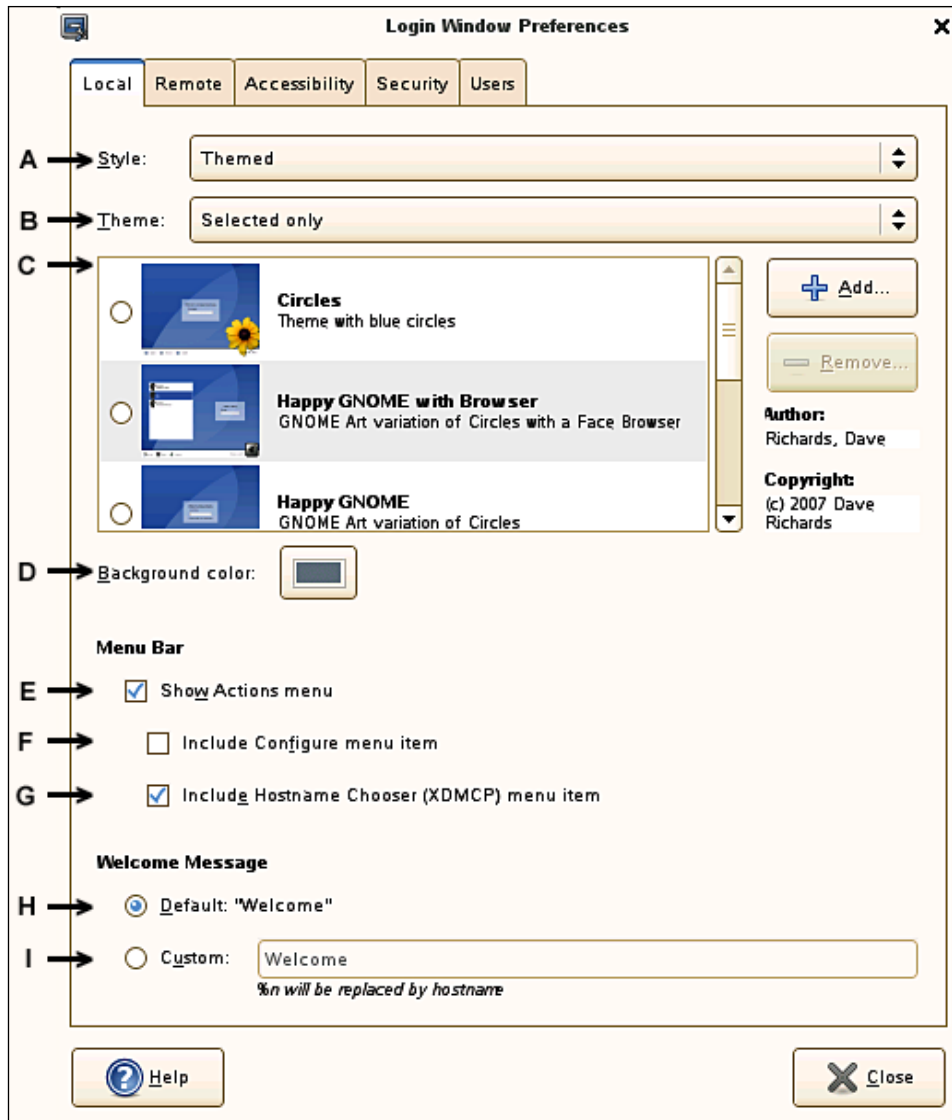 Login Window Preferences
Local Remote Accessibility Security Users
A Style: Themed
B Theme: Selected only
C
Circles
Theme with blue circles
Add...
Happy GNOME with Browser
GNOME Art variation of Circles with a Face Browser
Remove...
Author:
Richards, Dave
Happy GNOME
GNOME Art variation of Circles
Copyright:
(c) 2007 Dave
Richards
D Background color:
Menu Bar
E Show Actions menu
F Include Configure menu item
G Include Hostname Chooser (XDMCP) menu item
Welcome Message
H Default: "Welcome"
I Custom: Welcome
%n will be replaced by hostname
Help Close